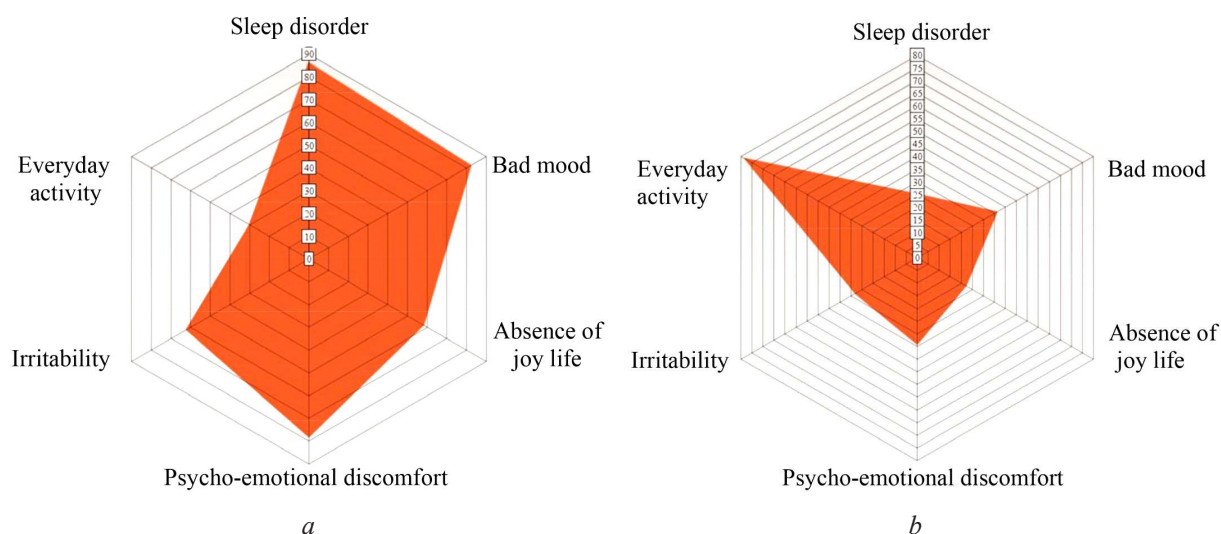 Sleep disorder
90
80
70
60
50
40
30
20
10
0
Everyday
activity
Bad mood
Irritability
Absence of
joy life
Psycho-emotional discomfort
a
Sleep disorder
80
75
70
65
60
55
50
45
40
35
30
25
20
15
10
5
0
Everyday
activity
Bad mood
Irritability
Absence of
joy life
Psycho-emotional discomfort
b